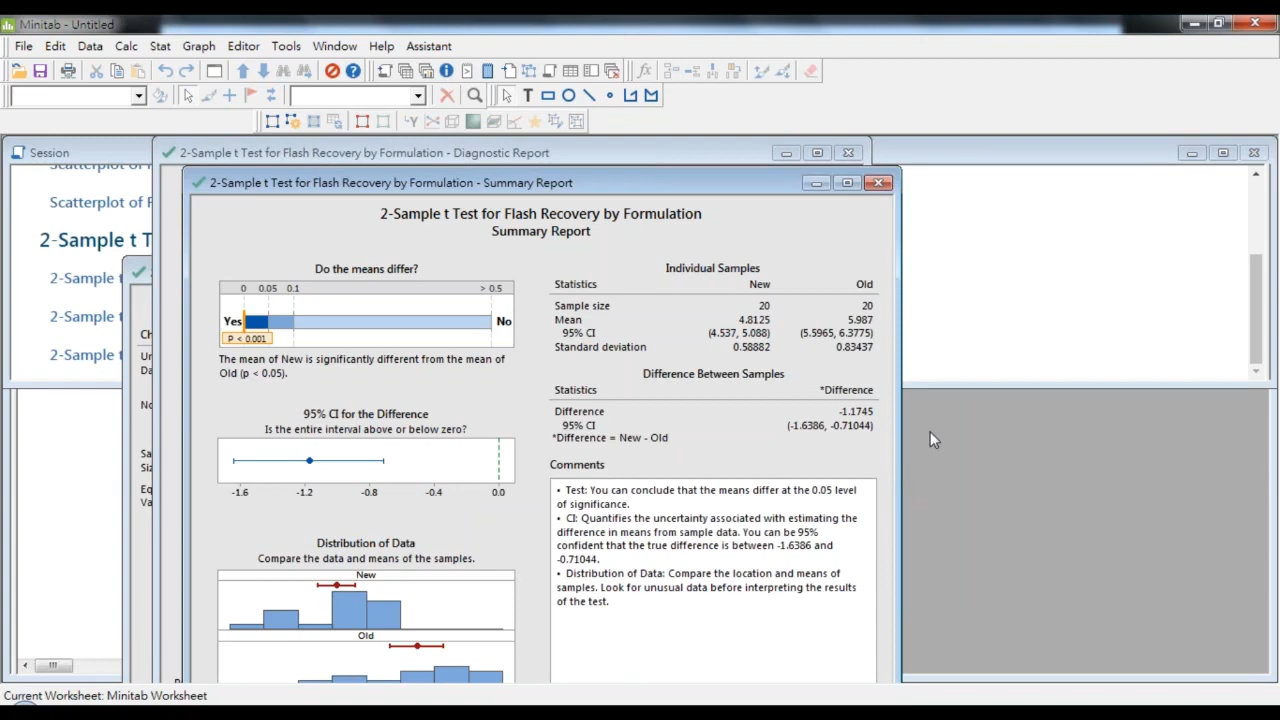 Minitab - Untitled
File Edit Data Calc Stat Graph Editor Tools Window Help Assistant
Session
2-Sample t Test for Flash Recovery by Formulation - Diagnostic Report
Scatterplot of F
2-Sample t T
2-Sample t
2-Sample t
2-Sample t
2-Sample t Test for Flash Recovery by Formulation - Summary Report
2-Sample t Test for Flash Recovery by Formulation
Summary Report
Do the means differ?
0 0.05 0.1 > 0.5
Yes No
P < 0.001
The mean of New is significantly different from the mean of
Old (p < 0.05).
95% CI for the Difference
Is the entire interval above or below zero?
-1.6 -1.2 -0.8 -0.4 0.0
Distribution of Data
Compare the data and means of the samples.
New
Old
Individual Samples
Statistics New Old
Sample size 20 20
Mean 4.8125 5.987
95% CI (4.537, 5.088) (5.5965, 6.3775)
Standard deviation 0.58882 0.83437
Difference Between Samples
Statistics *Difference
Difference -1.1745
95% CI (-1.6386, -0.71044)
*Difference = New - Old
Comments
• Test: You can conclude that the means differ at the 0.05 level
of significance.
• CI: Quantifies the uncertainty associated with estimating the
difference in means from sample data. You can be 95%
confident that the true difference is between -1.6386 and
-0.71044.
• Distribution of Data: Compare the location and means of
samples. Look for unusual data before interpreting the results
of the test.
Current Worksheet: Minitab Worksheet